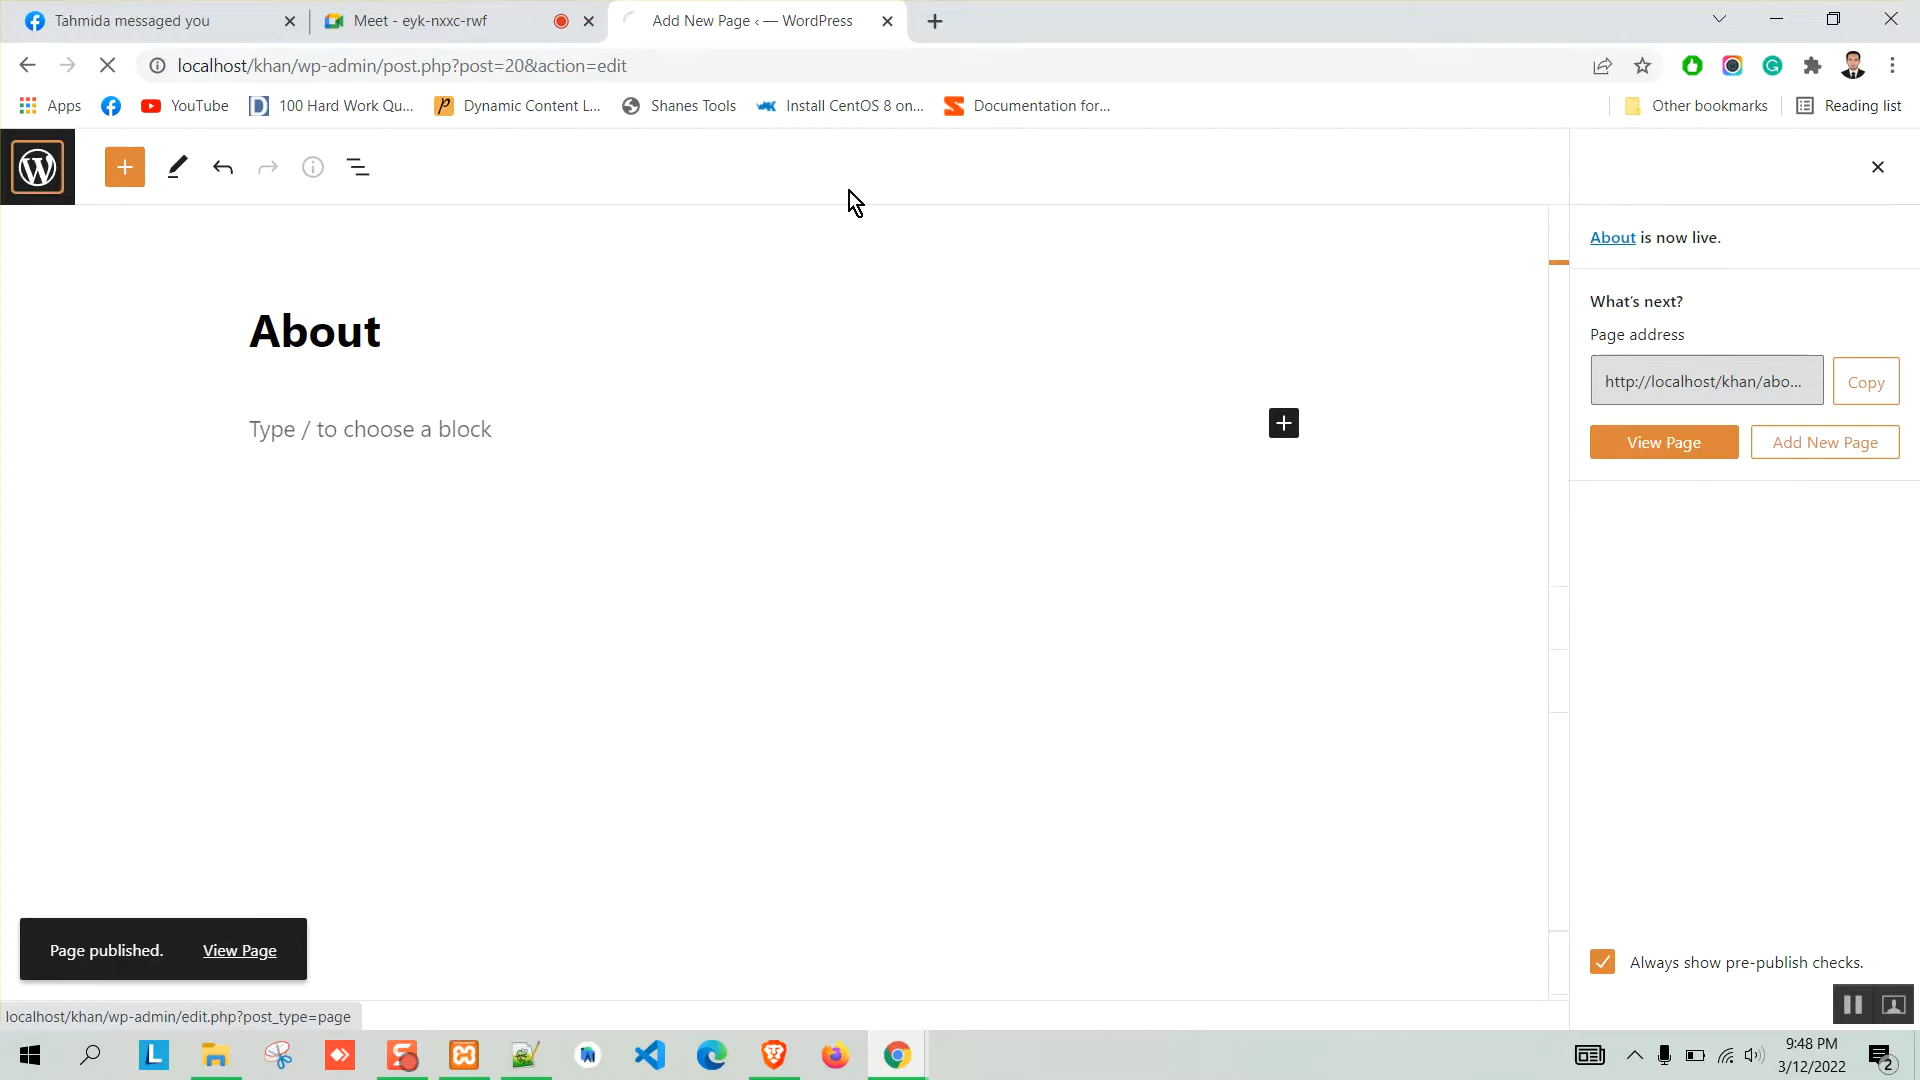 Tahmida messaged you
Meet - eyk-nxxc-rwf
Add New Page ‹ — WordPress
localhost/khan/wp-admin/post.php?post=20&action=edit
Apps
YouTube
100 Hard Work Qu...
Dynamic Content L...
Shanes Tools
Install CentOS 8 on...
Documentation for...
Other bookmarks
Reading list
About is now live.
What's next?
Page address
http://localhost/khan/abo...
Copy
View Page
Add New Page
About
Type / to choose a block
Page published.
View Page
Always show pre-publish checks.
localhost/khan/wp-admin/edit.php?post_type=page
9:48 PM
3/12/2022
2